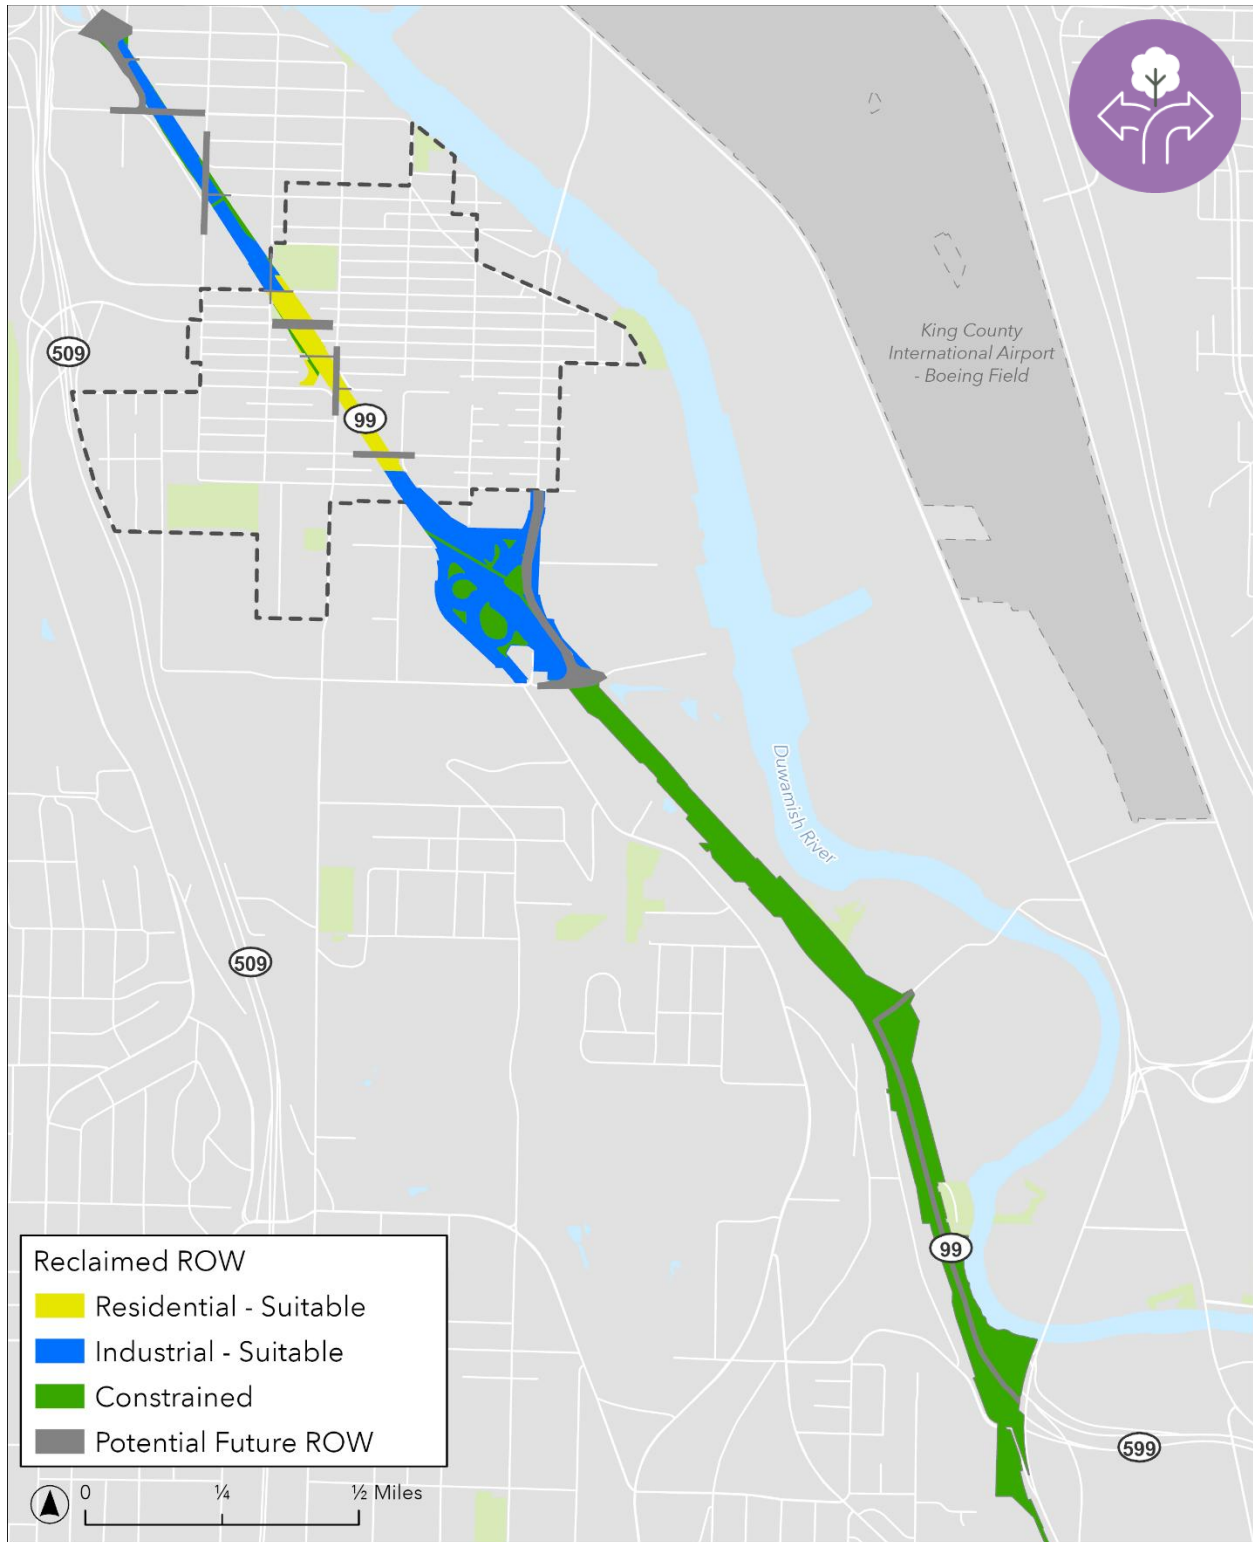 King County
International Airport
- Boeing Field
509
99
Duwamish River
509
99
599
Reclaimed ROW
Residential - Suitable
Industrial - Suitable
Constrained
Potential Future ROW
0 ¼ ½ Miles